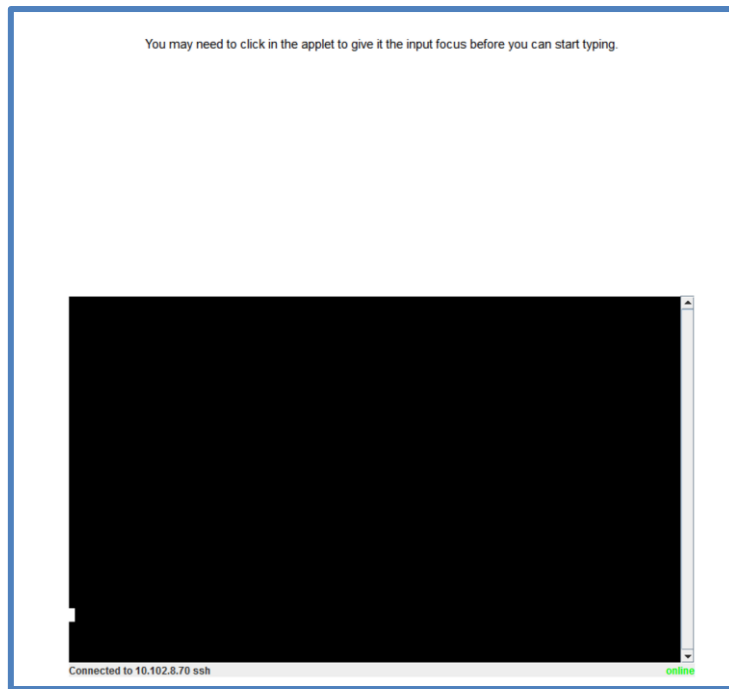 You may need to click in the applet to give it the input focus before you can start typing.
Connected to 10.102.8.70 ssh online